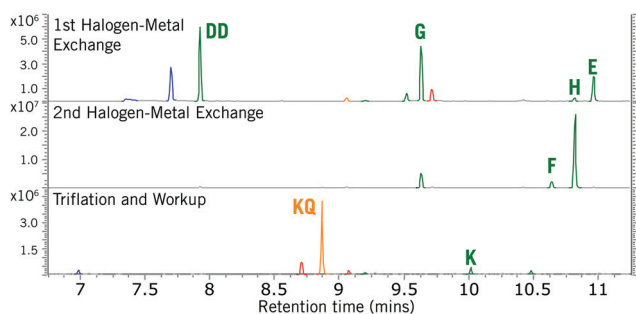 x10⁶
1st Halogen-Metal
Exchange
DD
G
H
E
5.0
3.0
1.0
x10⁷
2nd Halogen-Metal Exchange
2.0
1.0
F
x10⁶
Triflation and Workup
KQ
K
3.0
1.5
7 7.5 8 8.5 9 9.5 10 10.5 11
Retention time (mins)